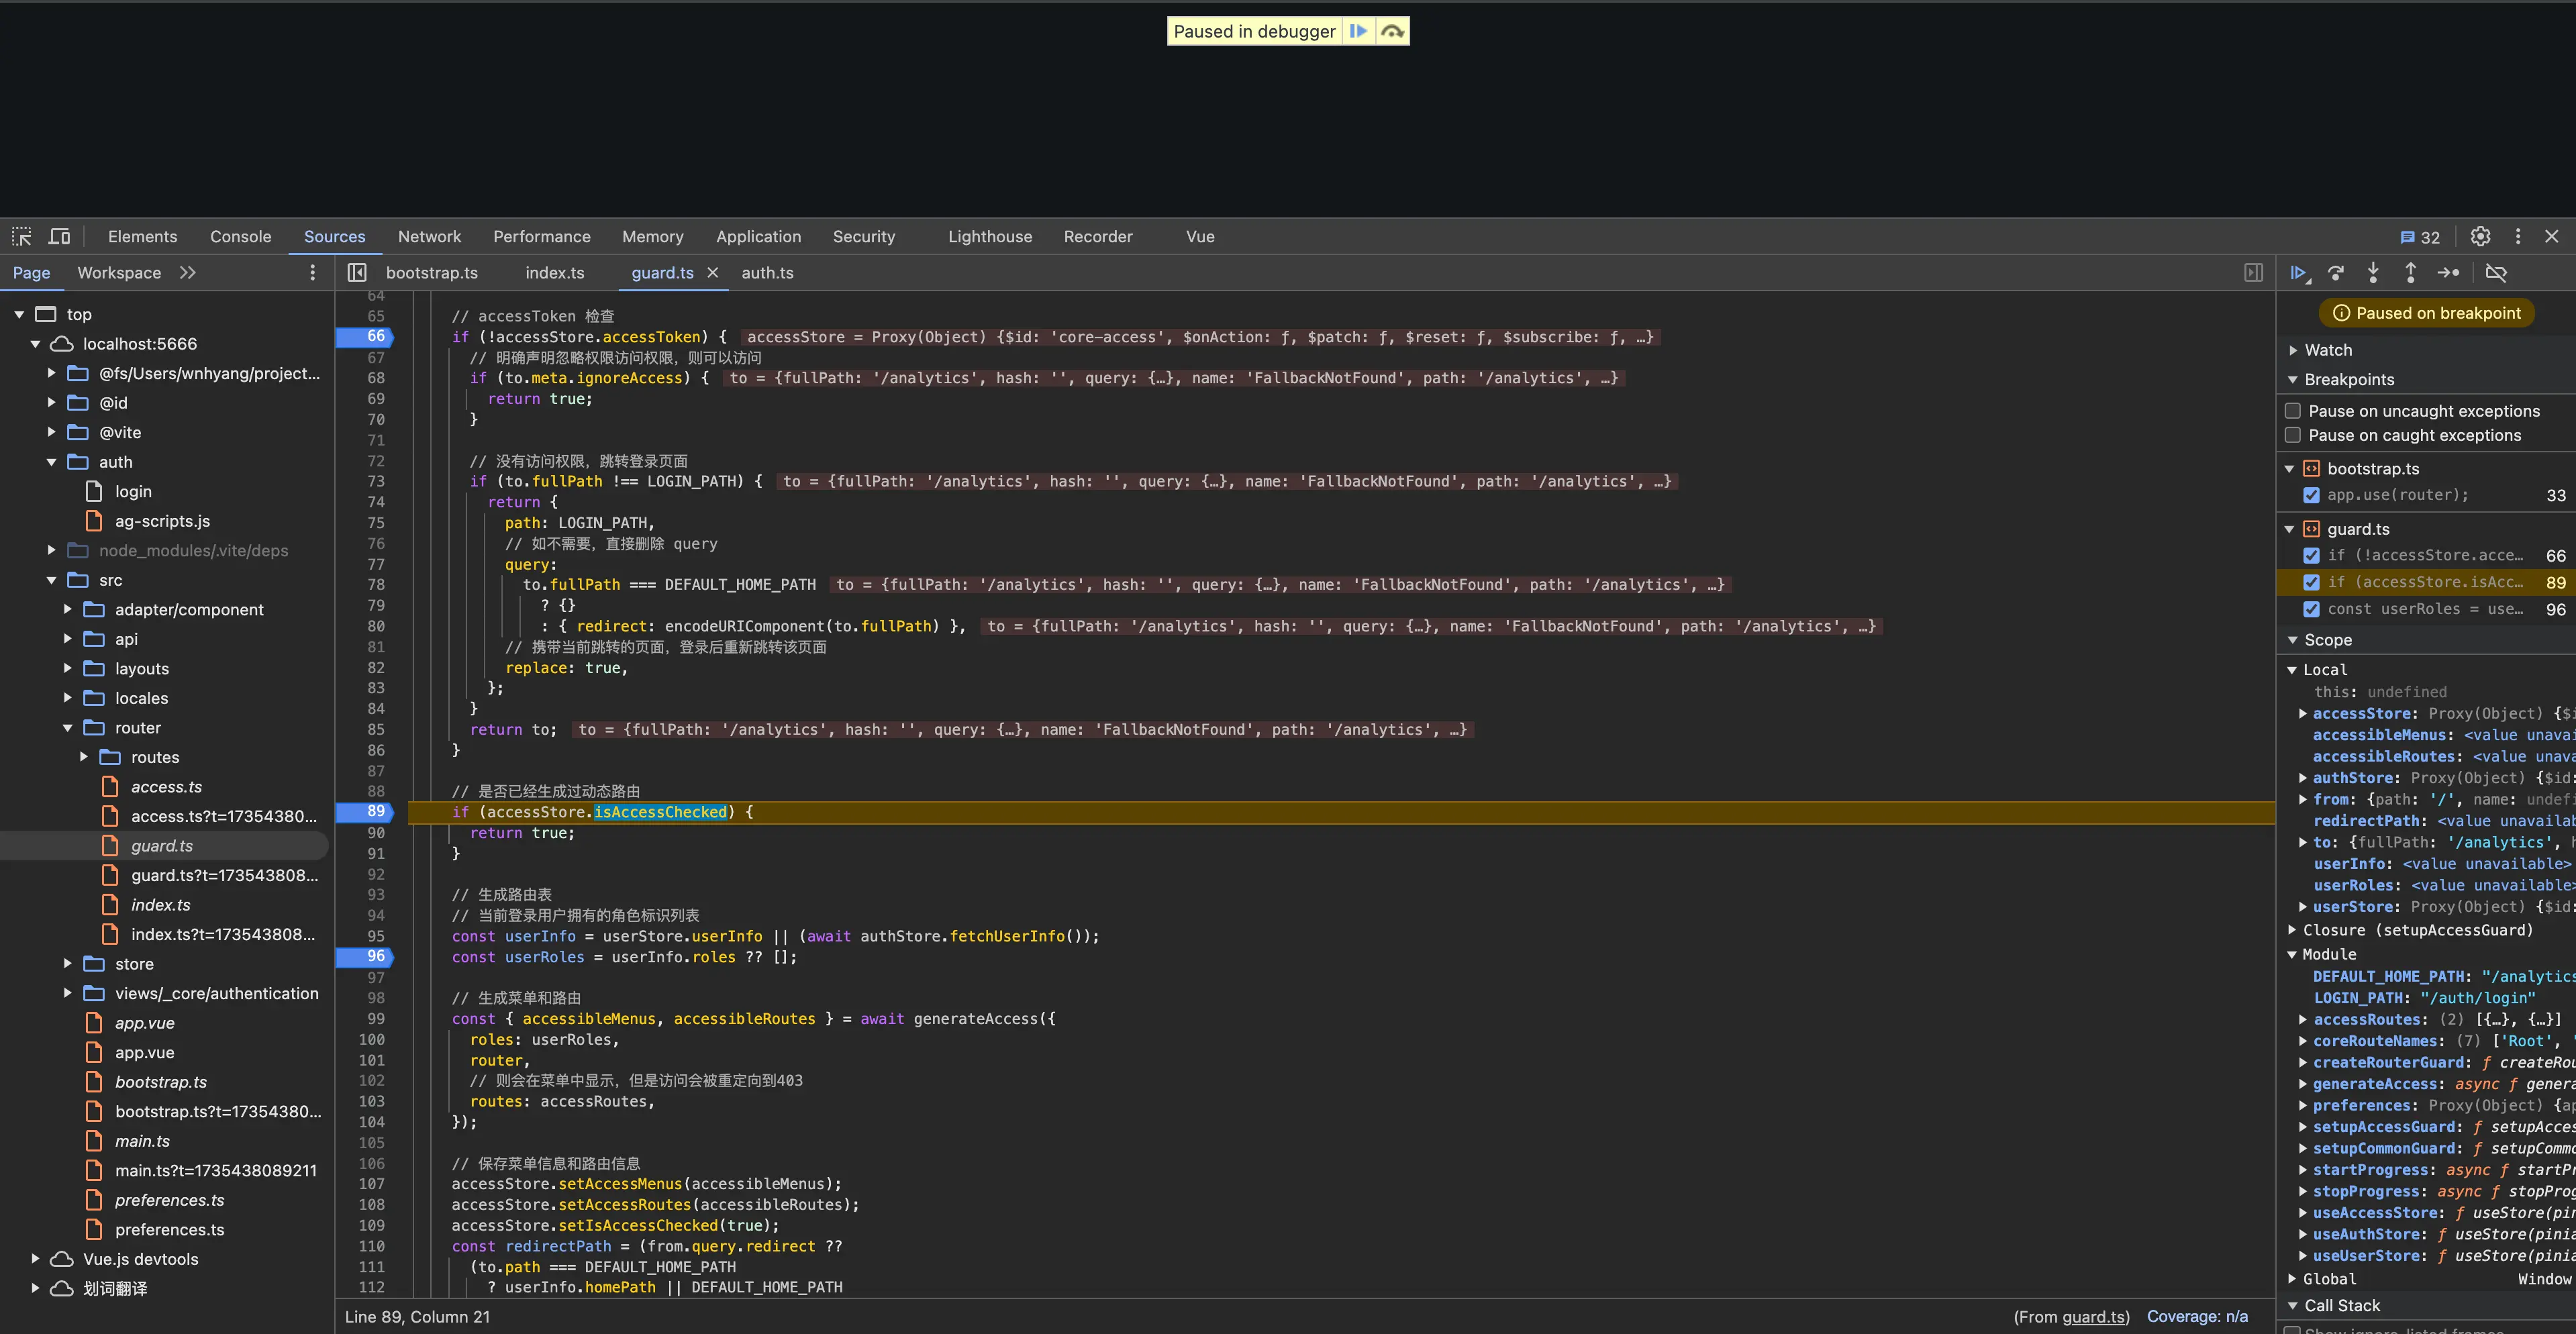 Paused in debugger
Elements Console Sources Network Performance Memory Application Security Lighthouse Recorder Vue 32
Page Workspace bootstrap.ts index.ts guard.ts auth.ts
top
localhost:5666
@fs/Users/wnhyang/project...
@id
@vite
auth
login
ag-scripts.js
node_modules/.vite/deps
src
adapter/component
api
layouts
locales
router
routes
access.ts
access.ts?t=17354380...
guard.ts
guard.ts?t=173543808...
index.ts
index.ts?t=173543808...
store
views/_core/authentication
app.vue
app.vue
bootstrap.ts
bootstrap.ts?t=17354380...
main.ts
main.ts?t=1735438089211
preferences.ts
preferences.ts
Vue.js devtools
划词翻译
64
65 // accessToken 检查
66 if (!accessStore.accessToken) { accessStore = Proxy(Object) {$id: 'core-access', $onAction: ƒ, $patch: ƒ, $reset: ƒ, $subscribe: ƒ, …}
67 // 明确声明忽略权限访问权限，则可以访问
68 if (to.meta.ignoreAccess) { to = {fullPath: '/analytics', hash: '', query: {…}, name: 'FallbackNotFound', path: '/analytics', …}
69 return true;
70 }
71
72 // 没有访问权限，跳转登录页面
73 if (to.fullPath !== LOGIN_PATH) { to = {fullPath: '/analytics', hash: '', query: {…}, name: 'FallbackNotFound', path: '/analytics', …}
74 return {
75 path: LOGIN_PATH,
76 // 如不需要，直接删除 query
77 query:
78 to.fullPath === DEFAULT_HOME_PATH to = {fullPath: '/analytics', hash: '', query: {…}, name: 'FallbackNotFound', path: '/analytics', …}
79 ? {}
80 : { redirect: encodeURIComponent(to.fullPath) }, to = {fullPath: '/analytics', hash: '', query: {…}, name: 'FallbackNotFound', path: '/analytics', …}
81 // 携带当前跳转的页面，登录后重新跳转该页面
82 replace: true,
83 };
84 }
85 return to; to = {fullPath: '/analytics', hash: '', query: {…}, name: 'FallbackNotFound', path: '/analytics', …}
86 }
87
88 // 是否已经生成过动态路由
89 if (accessStore.isAccessChecked) {
90 return true;
91 }
92
93 // 生成路由表
94 // 当前登录用户拥有的角色标识列表
95 const userInfo = userStore.userInfo || (await authStore.fetchUserInfo());
96 const userRoles = userInfo.roles ?? [];
97
98 // 生成菜单和路由
99 const { accessibleMenus, accessibleRoutes } = await generateAccess({
100 roles: userRoles,
101 router,
102 // 则会在菜单中显示，但是访问会被重定向到403
103 routes: accessRoutes,
104 });
105
106 // 保存菜单信息和路由信息
107 accessStore.setAccessMenus(accessibleMenus);
108 accessStore.setAccessRoutes(accessibleRoutes);
109 accessStore.setIsAccessChecked(true);
110 const redirectPath = (from.query.redirect ??
111 (to.path === DEFAULT_HOME_PATH
112 ? userInfo.homePath || DEFAULT_HOME_PATH
Line 89, Column 21 (From guard.ts) Coverage: n/a
Paused on breakpoint
Watch
Breakpoints
Pause on uncaught exceptions
Pause on caught exceptions
bootstrap.ts
app.use(router); 33
guard.ts
if (!accessStore.acce… 66
if (accessStore.isAcc… 89
const userRoles = use… 96
Scope
Local
this: undefined
accessStore: Proxy(Object) {$i
accessibleMenus: <value unavai
accessibleRoutes: <value unava
authStore: Proxy(Object) {$id:
from: {path: '/', name: undefi
redirectPath: <value unavailab
to: {fullPath: '/analytics', h
userInfo: <value unavailable>
userRoles: <value unavailable>
userStore: Proxy(Object) {$id:
Closure (setupAccessGuard)
Module
DEFAULT_HOME_PATH: "/analytics
LOGIN_PATH: "/auth/login"
accessRoutes: (2) [{…}, {…}]
coreRouteNames: (7) ['Root', '
createRouterGuard: ƒ createRou
generateAccess: async ƒ genera
preferences: Proxy(Object) {ap
setupAccessGuard: ƒ setupAcces
setupCommonGuard: ƒ setupCommo
startProgress: async ƒ startPr
stopProgress: async ƒ stopProg
useAccessStore: ƒ useStore(pin
useAuthStore: ƒ useStore(pinia
useUserStore: ƒ useStore(pinia
Global Window
Call Stack